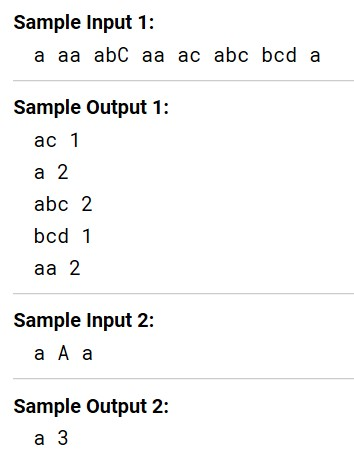 Sample Input 1:
a aa abC aa ac abc bcd a
Sample Output 1:
ac 1
a 2
abc 2
bcd 1
aa 2
Sample Input 2:
a A a
Sample Output 2:
a 3